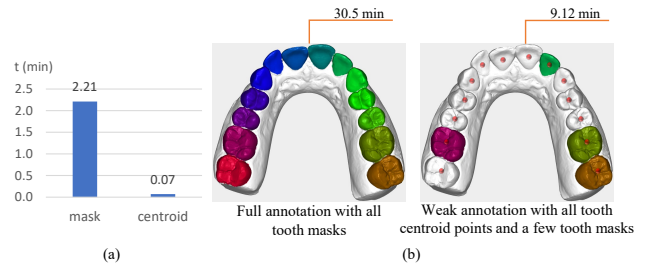 30.5 min
9.12 min
t (min)
2.5
2.0
1.5
1.0
0.5
0.0
2.21
0.07
mask
centroid
(a)
Full annotation with all
tooth masks
Weak annotation with all tooth
centroid points and a few tooth masks
(b)